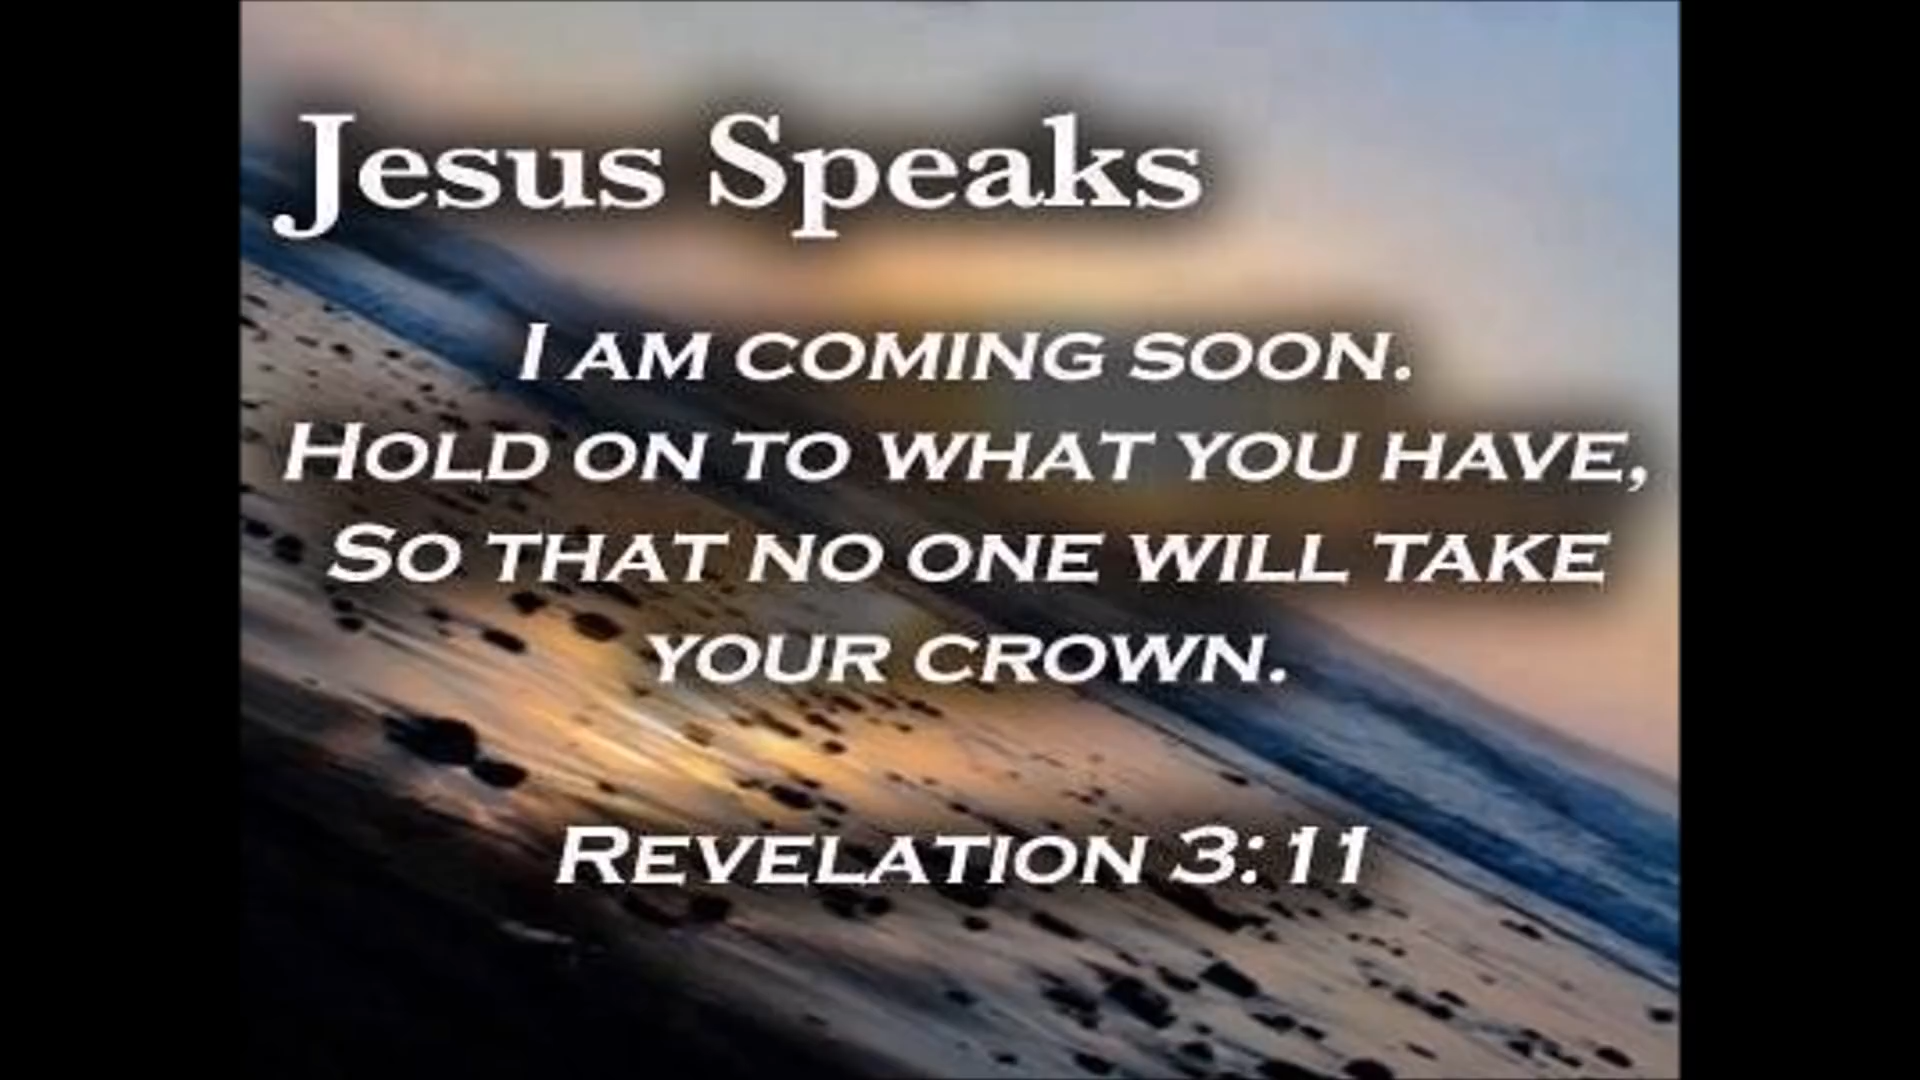 Jesus Speaks
I AM COMING SOON.
HOLD ON TO WHAT YOU HAVE,
SO THAT NO ONE WILL TAKE
YOUR CROWN.
REVELATION 3:11